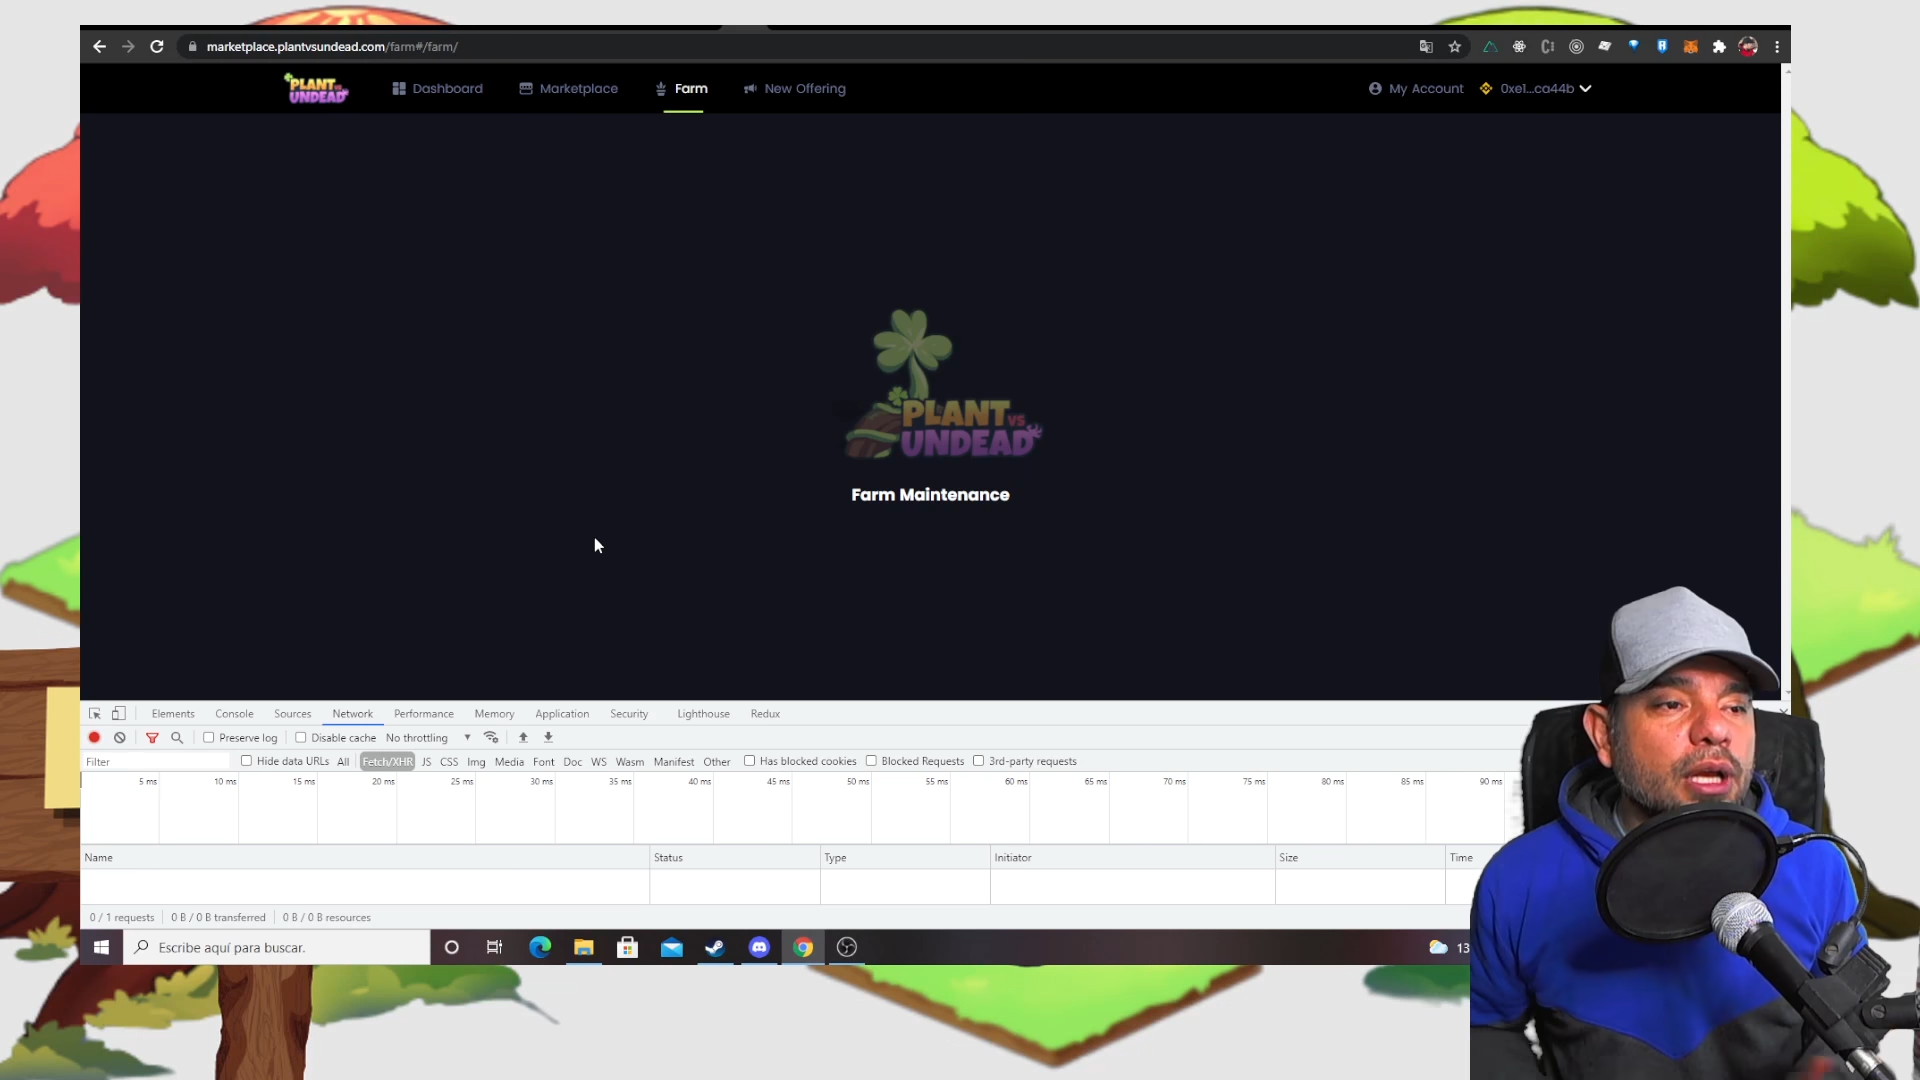 marketplace.plantvsundead.com/farm#/farm/
PLANT VS UNDEAD
Dashboard
Marketplace
Farm
New Offering
My Account
0xe1...ca44b
PLANT VS
UNDEAD
Farm Maintenance
Elements Console Sources Network Performance Memory Application Security Lighthouse Redux
Preserve log Disable cache No throttling
Filter Hide data URLs All Fetch/XHR JS CSS Img Media Font Doc WS Wasm Manifest Other Has blocked cookies Blocked Requests 3rd-party requests
5 ms 10 ms 15 ms 20 ms 25 ms 30 ms 35 ms 40 ms 45 ms 50 ms 55 ms 60 ms 65 ms 70 ms 75 ms 80 ms 85 ms 90 ms
Name Status Type Initiator Size Time
0 / 1 requests 0 B / 0 B transferred 0 B / 0 B resources
Escribe aquí para buscar.
13